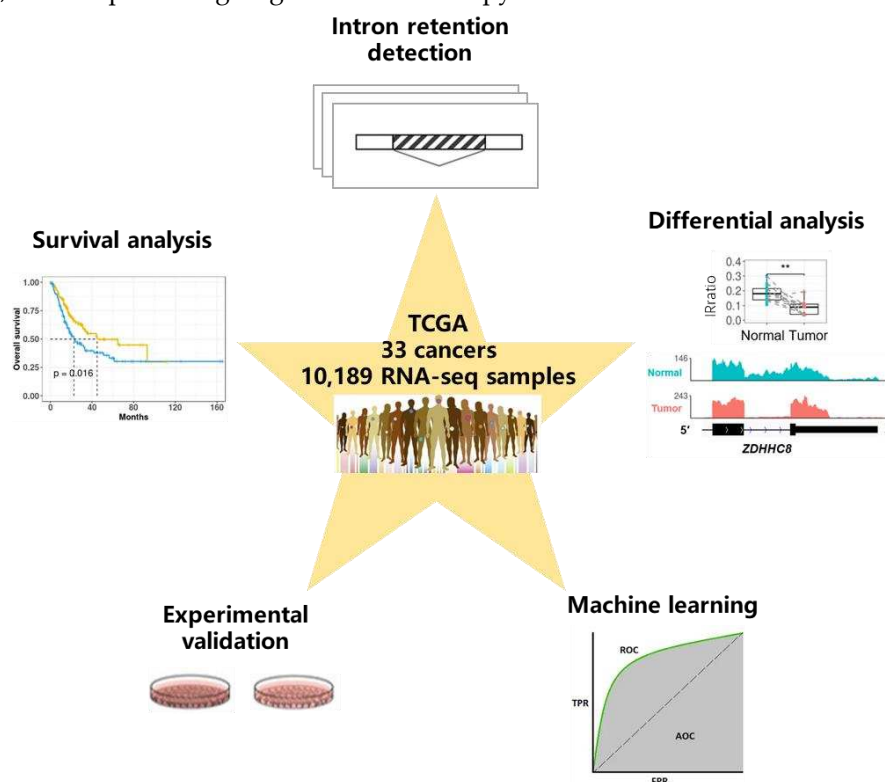 Intron retention
detection
Survival analysis
1.00
0.75
0.50
0.25
0.00
Overall survival
p = 0.016
0 40 80 120 160
Months
Differential analysis
0.4
0.3
0.2
0.1
0.0
IRratio
**
Normal Tumor
146
Normal
243
Tumor
5′
ZDHHC8
TCGA
33 cancers
10,189 RNA-seq samples
Experimental
validation
Machine learning
ROC
TPR
AOC